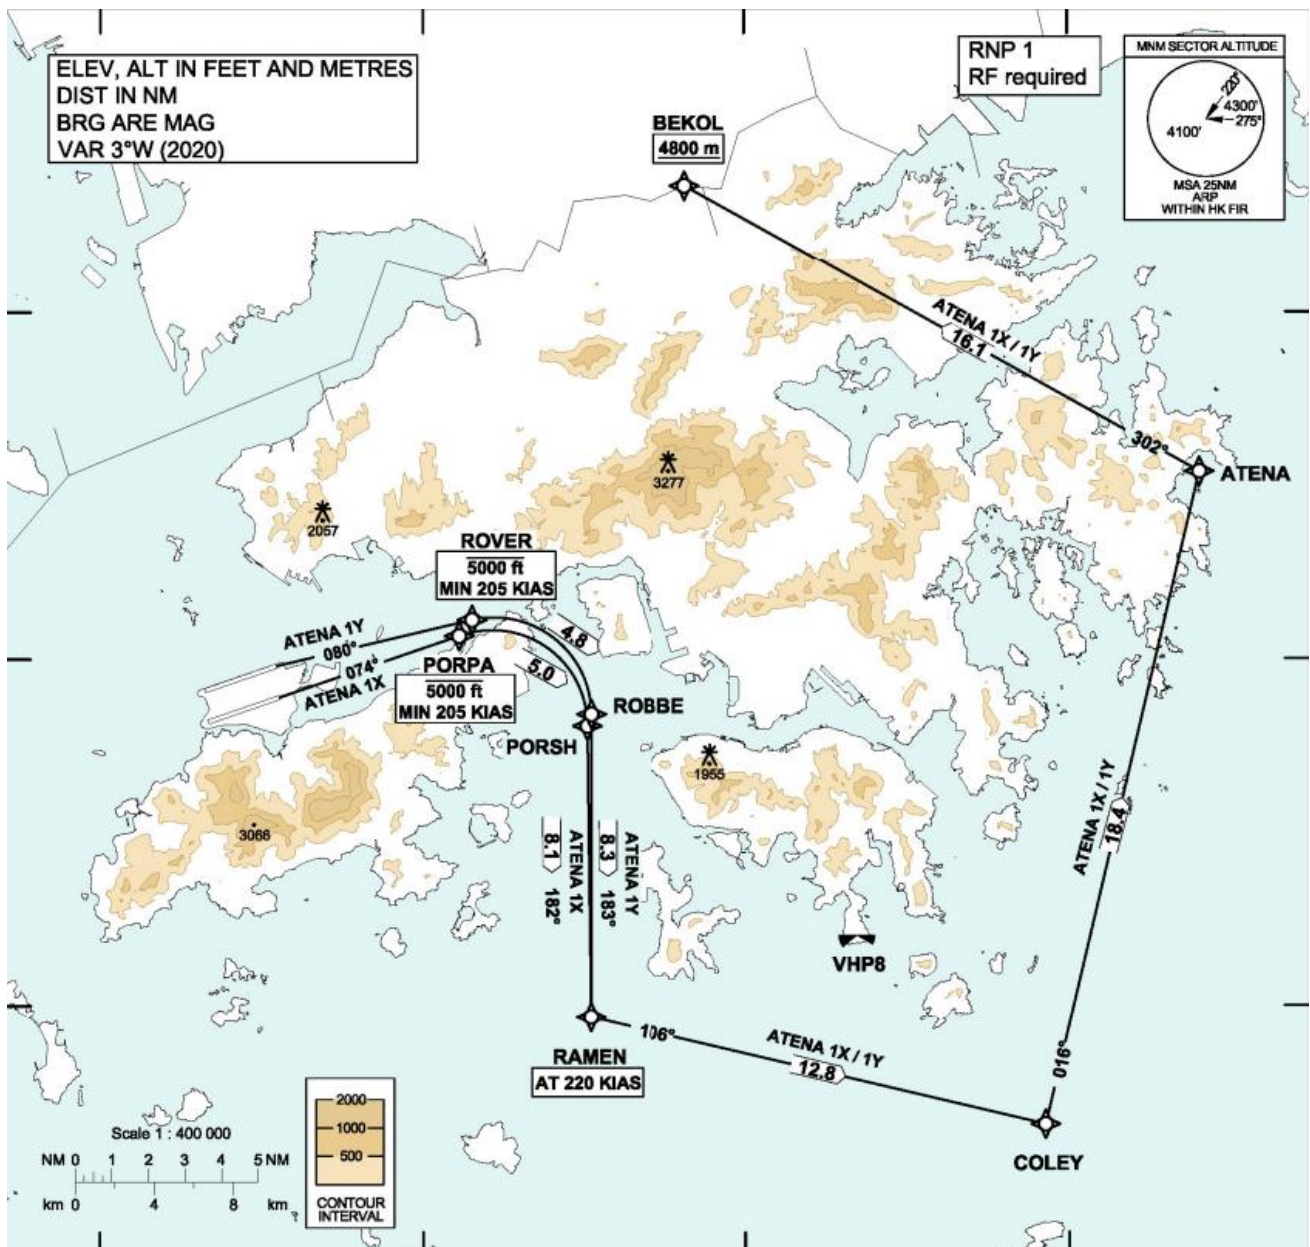 ELEV, ALT IN FEET AND METRES
DIST IN NM
BRG ARE MAG
VAR 3°W (2020)
RNP 1
RF required
MNM SECTOR ALTITUDE
220°
4300'
275°
4100'
MSA 25NM
ARP
WITHIN HK FIR
BEKOL
4800 m
ATENA 1X / 1Y
16.1
302°
ATENA
3277
2057
ROVER
5000 ft
MIN 205 KIAS
ATENA 1Y
080°
4.8
074°
ATENA 1X
PORPA
5000 ft
MIN 205 KIAS
5.0
ROBBE
PORSH
1955
3066
8.1
ATENA 1X
182°
8.3
ATENA 1Y
183°
ATENA 1X / 1Y
18.4
VHP8
RAMEN
AT 220 KIAS
106°
ATENA 1X / 1Y
12.8
016°
COLEY
Scale 1 : 400 000
NM 0 1 2 3 4 5 NM
km 0 4 8 km
2000
1000
500
CONTOUR
INTERVAL